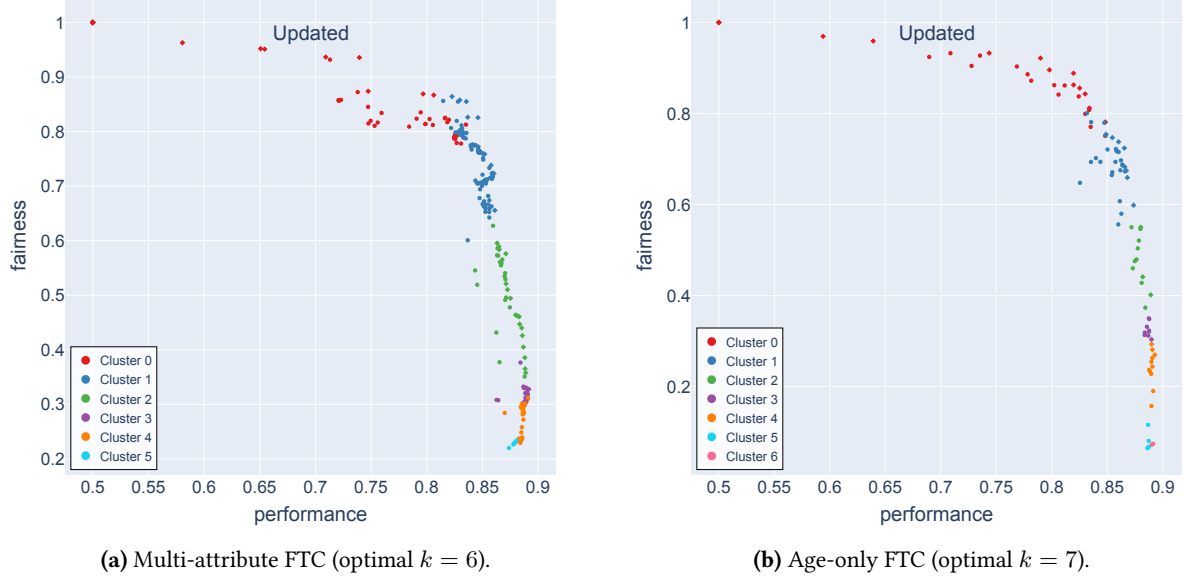 Updated
1
0.9
0.8
0.7
0.6
0.5
0.4
0.3
0.2
fairness
Cluster 0
Cluster 1
Cluster 2
Cluster 3
Cluster 4
Cluster 5
0.5 0.55 0.6 0.65 0.7 0.75 0.8 0.85 0.9
performance
(a) Multi-attribute FTC (optimal k = 6).
Updated
1
0.8
0.6
0.4
0.2
fairness
Cluster 0
Cluster 1
Cluster 2
Cluster 3
Cluster 4
Cluster 5
Cluster 6
0.5 0.55 0.6 0.65 0.7 0.75 0.8 0.85 0.9
performance
(b) Age-only FTC (optimal k = 7).